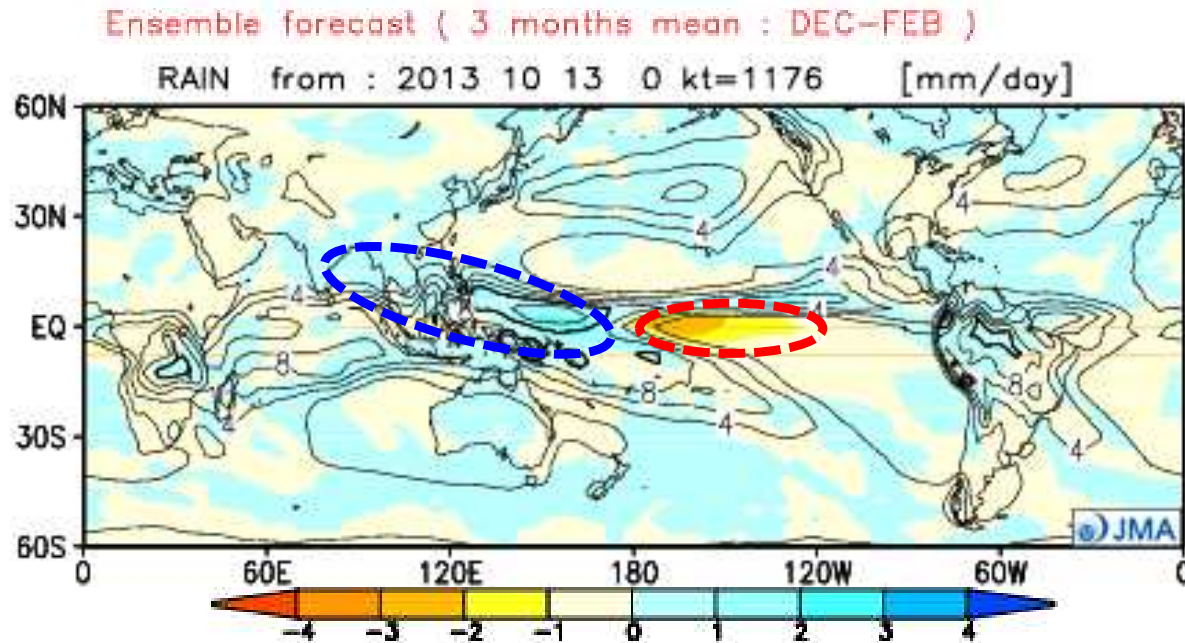 Ensemble forecast ( 3 months mean : DEC-FEB )
RAIN from : 2013 10 13 0 kt=1176 [mm/day]
60N
30N
EQ
30S
60S
4
4
4
4
4
8
8
4
8
4
4
4
JMA
0 60E 120E 180 120W 60W 0
-4 -3 -2 -1 0 1 2 3 4